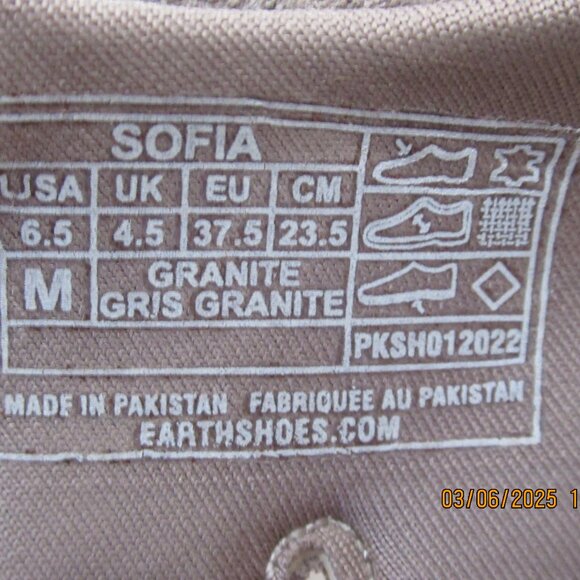 SOFIA
USA UK EU CM
6.5 4.5 37.5 23.5
M GRANITE
GRIS GRANITE
PKSH012022
MADE IN PAKISTAN FABRIQUÉE AU PAKISTAN
EARTHSHOES.COM
03/06/2025